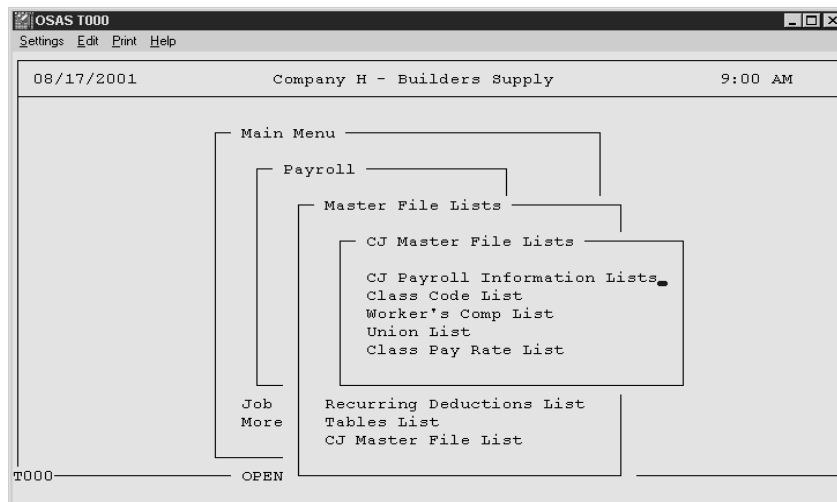 OSAS T000
Settings Edit Print Help
08/17/2001 Company H - Builders Supply 9:00 AM
Main Menu
Payroll
Master File Lists
CJ Master File Lists
CJ Payroll Information Lists
Class Code List
Worker's Comp List
Union List
Class Pay Rate List
Job Recurring Deductions List
More Tables List
CJ Master File List
T000 OPEN